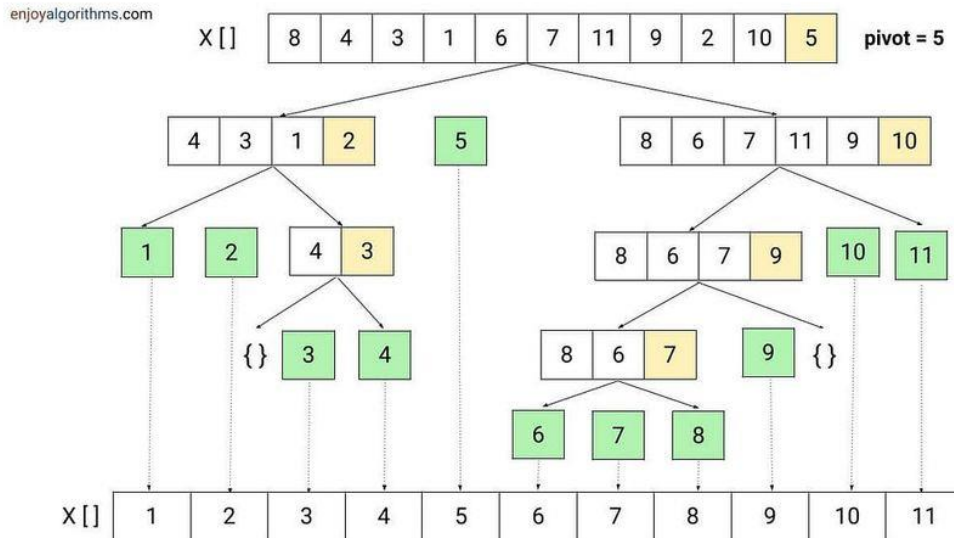 enjoyalgorithms.com
X [ ] 8 4 3 1 6 7 11 9 2 10 5 pivot = 5
4 3 1 2 5 8 6 7 11 9 10
1 2 4 3 8 6 7 9 10 11
{ } 3 4 8 6 7 9 { }
6 7 8
X [ ] 1 2 3 4 5 6 7 8 9 10 11